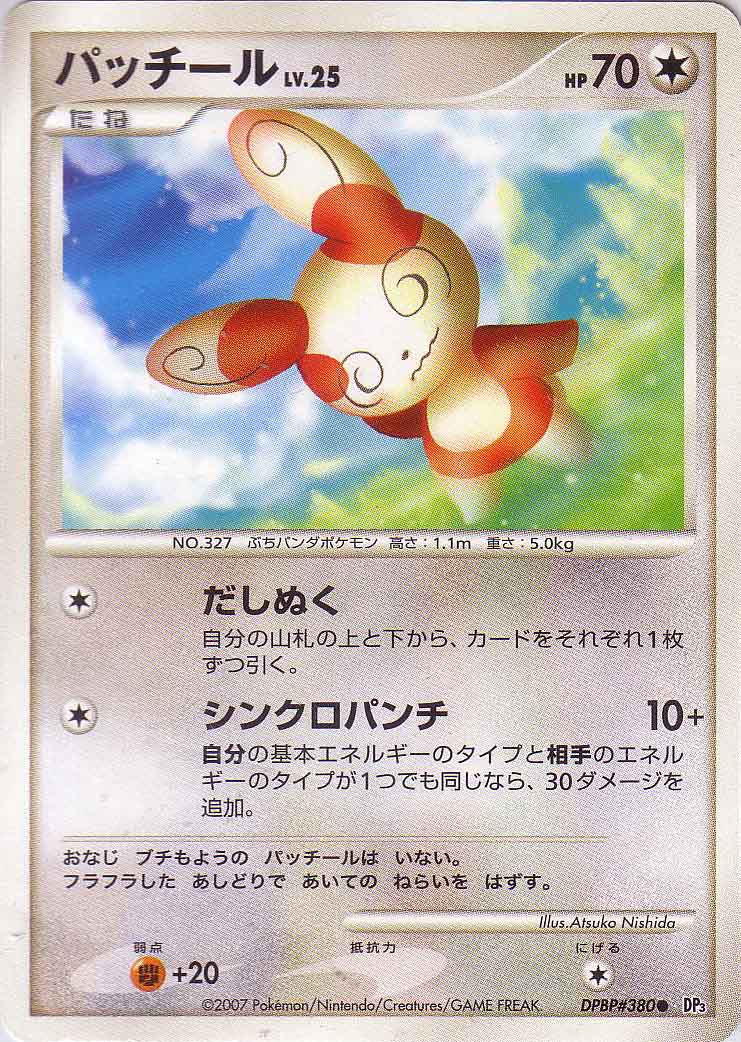 パッチール LV.25 HP 70
たね
NO.327 ぶちパンダポケモン 高さ：1.1m 重さ：5.0kg
だしぬく
自分の山札の上と下から、カードをそれぞれ1枚
ずつ引く。
シンクロパンチ 10+
自分の基本エネルギーのタイプと相手のエネル
ギーのタイプが1つでも同じなら、30ダメージを
追加。
おなじ ブチもようの パッチールは いない。
フラフラした あしどりで あいての ねらいを はずす。
Illus.Atsuko Nishida
弱点 抵抗力 にげる
+20
©2007 Pokémon/Nintendo/Creatures/GAME FREAK. DPBP#380● DP3